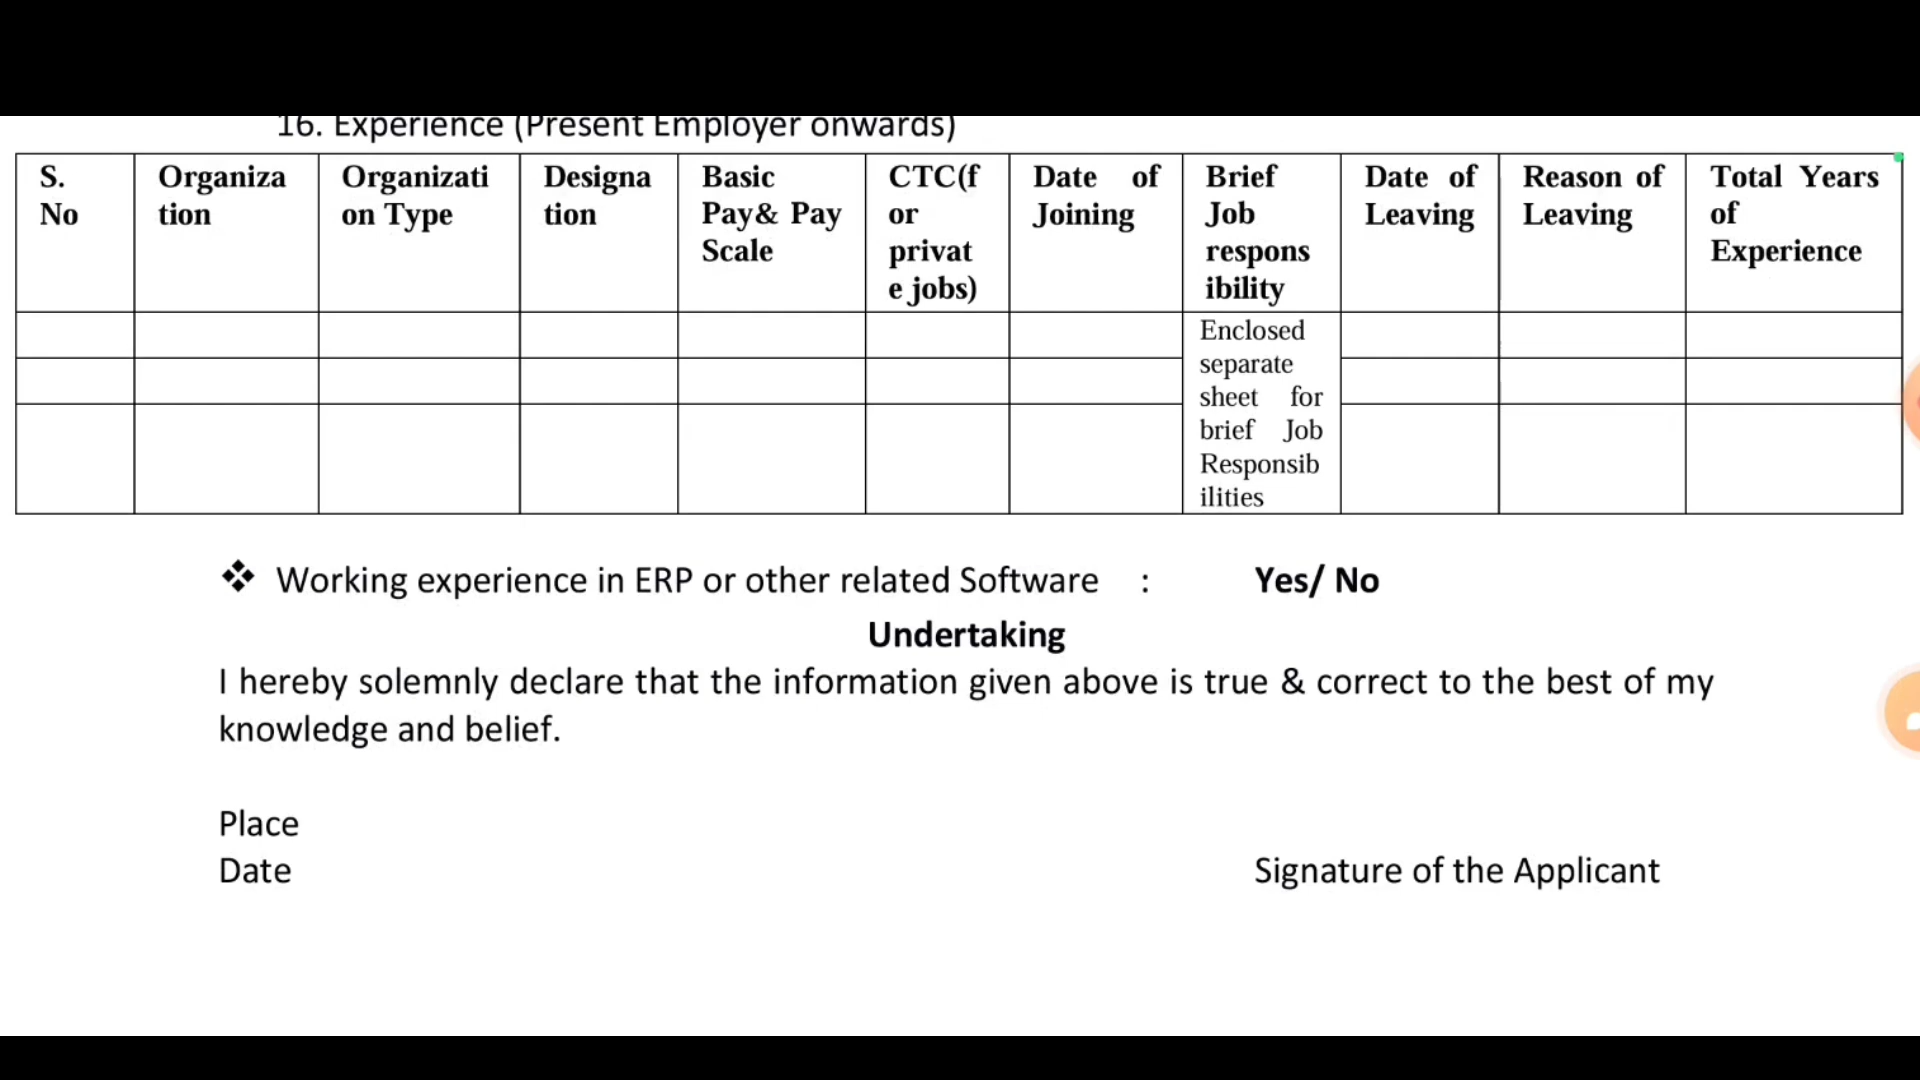 16. Experience (Present Employer onwards)
S. No
Organiza tion
Organizati on Type
Designa tion
Basic Pay& Pay Scale
CTC(f or privat e jobs)
Date of Joining
Brief Job respons ibility
Date of Leaving
Reason of Leaving
Total Years of Experience
Enclosed
separate
sheet for
brief Job
Responsib
ilities
❖ Working experience in ERP or other related Software : Yes/ No
Undertaking
I hereby solemnly declare that the information given above is true & correct to the best of my
knowledge and belief.
Place
Date Signature of the Applicant